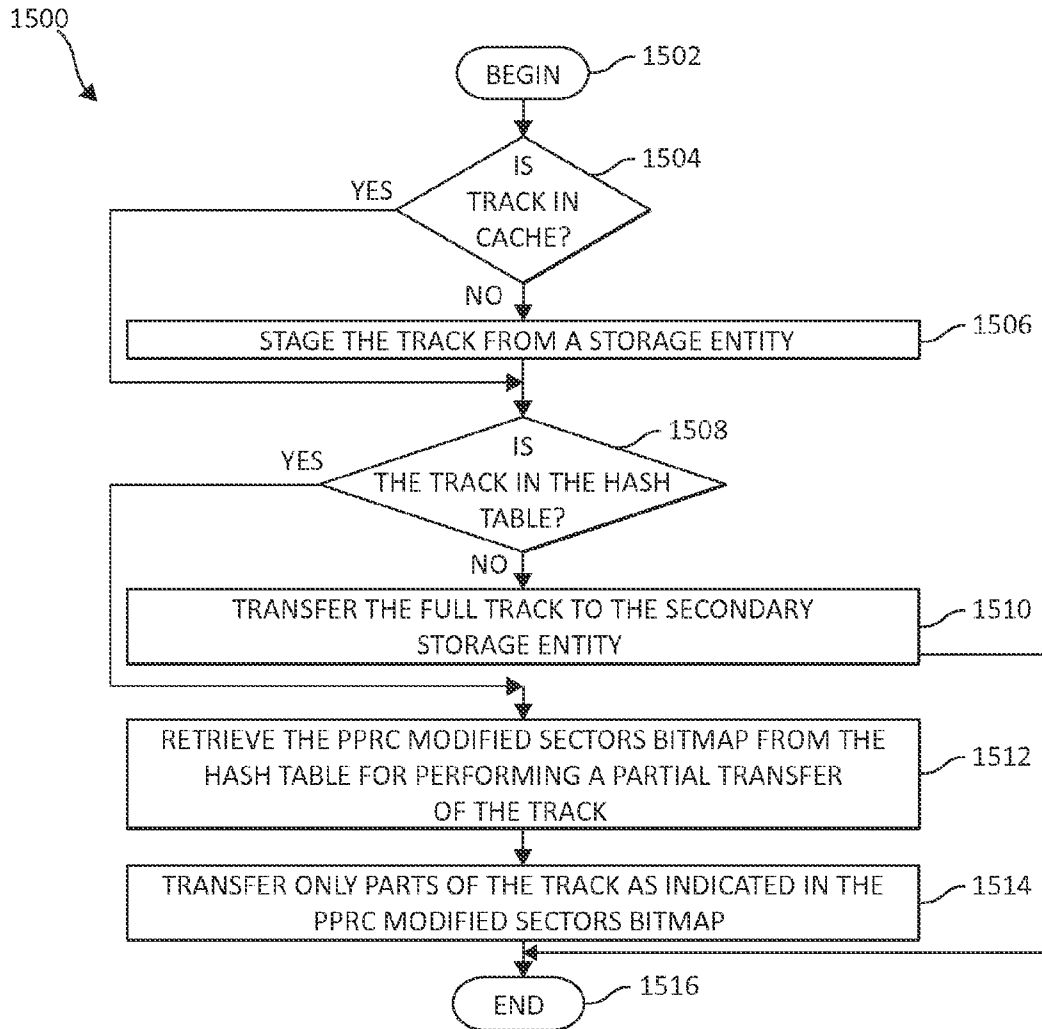 1500
BEGIN
1502
IS
TRACK IN
CACHE?
1504
YES
NO
STAGE THE TRACK FROM A STORAGE ENTITY
1506
IS
THE TRACK IN THE HASH
TABLE?
1508
YES
NO
TRANSFER THE FULL TRACK TO THE SECONDARY
STORAGE ENTITY
1510
RETRIEVE THE PPRC MODIFIED SECTORS BITMAP FROM THE
HASH TABLE FOR PERFORMING A PARTIAL TRANSFER
OF THE TRACK
1512
TRANSFER ONLY PARTS OF THE TRACK AS INDICATED IN THE
PPRC MODIFIED SECTORS BITMAP
1514
END
1516